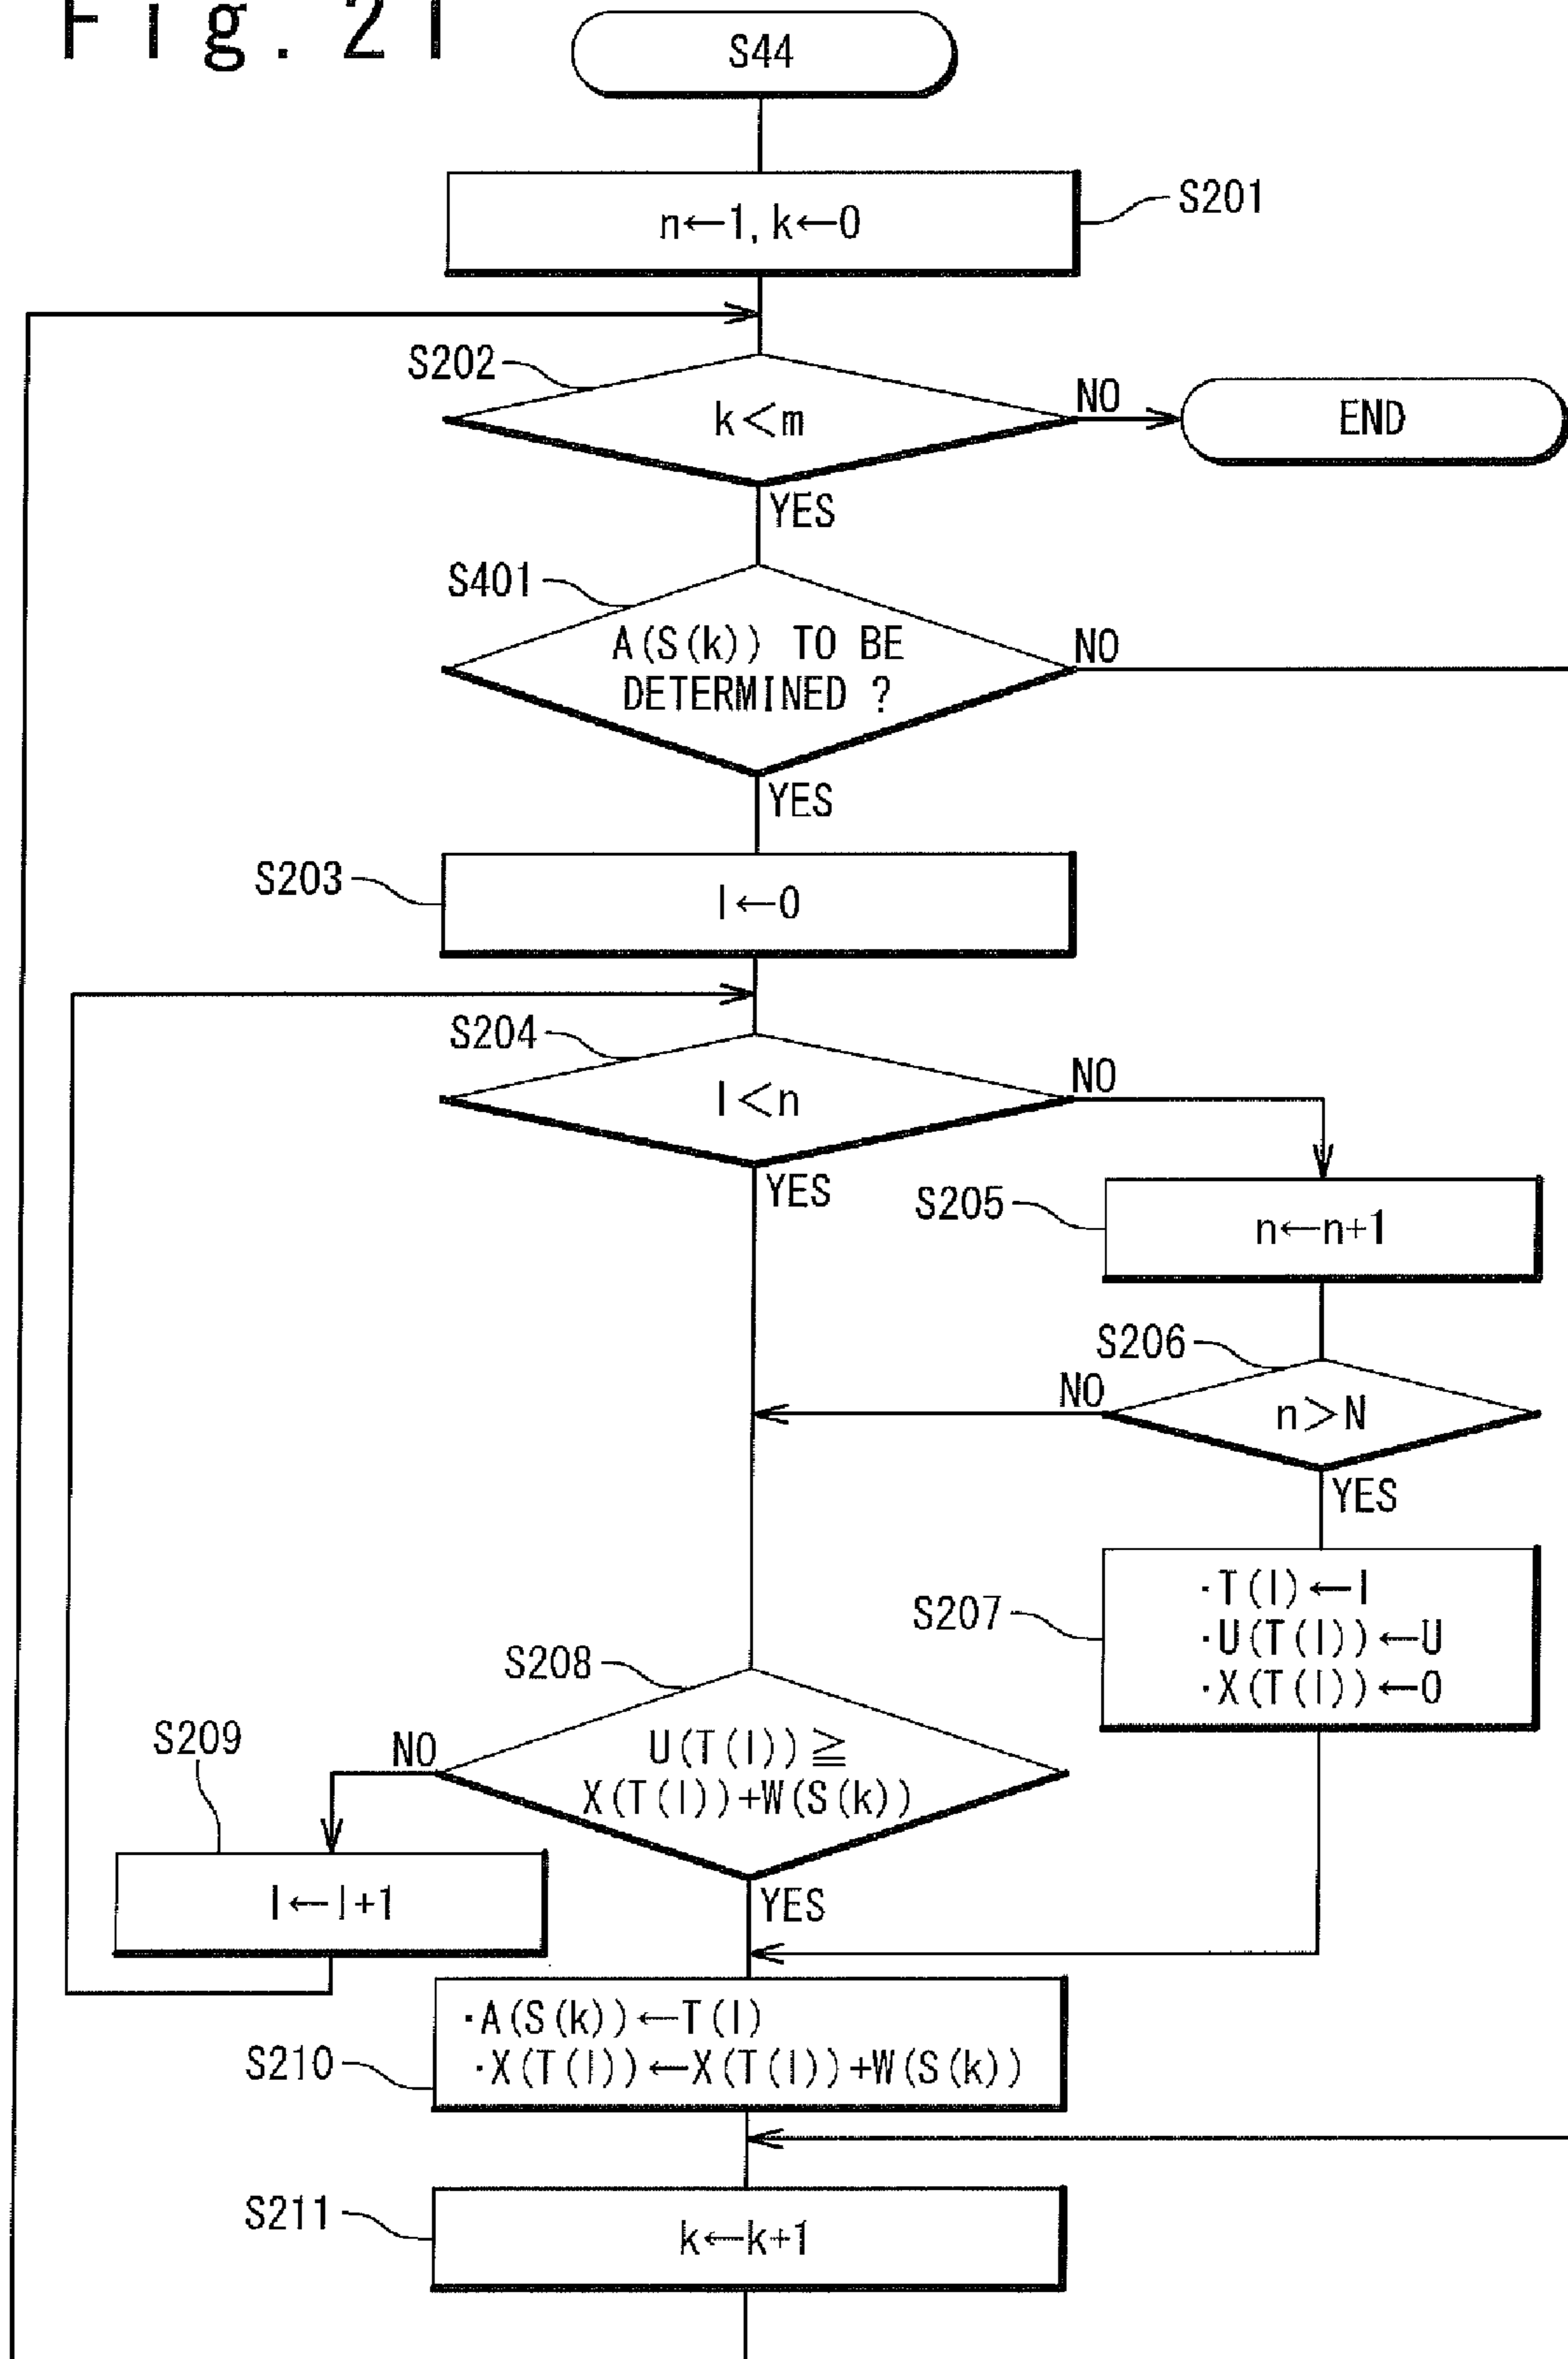 Fig. 21
S44
n←1, k←0
S201
S202
k<m
NO
END
YES
S401
A(S(k)) TO BE
DETERMINED ?
NO
YES
S203
l←0
S204
l<n
NO
YES
S205
n←n+1
S206
NO
n>N
YES
S207
·T(l)←l
·U(T(l))←U
·X(T(l))←0
S208
U(T(l))≧
X(T(l))+W(S(k))
S209
NO
l←l+1
YES
·A(S(k))←T(l)
·X(T(l))←X(T(l))+W(S(k))
S210
S211
k←k+1